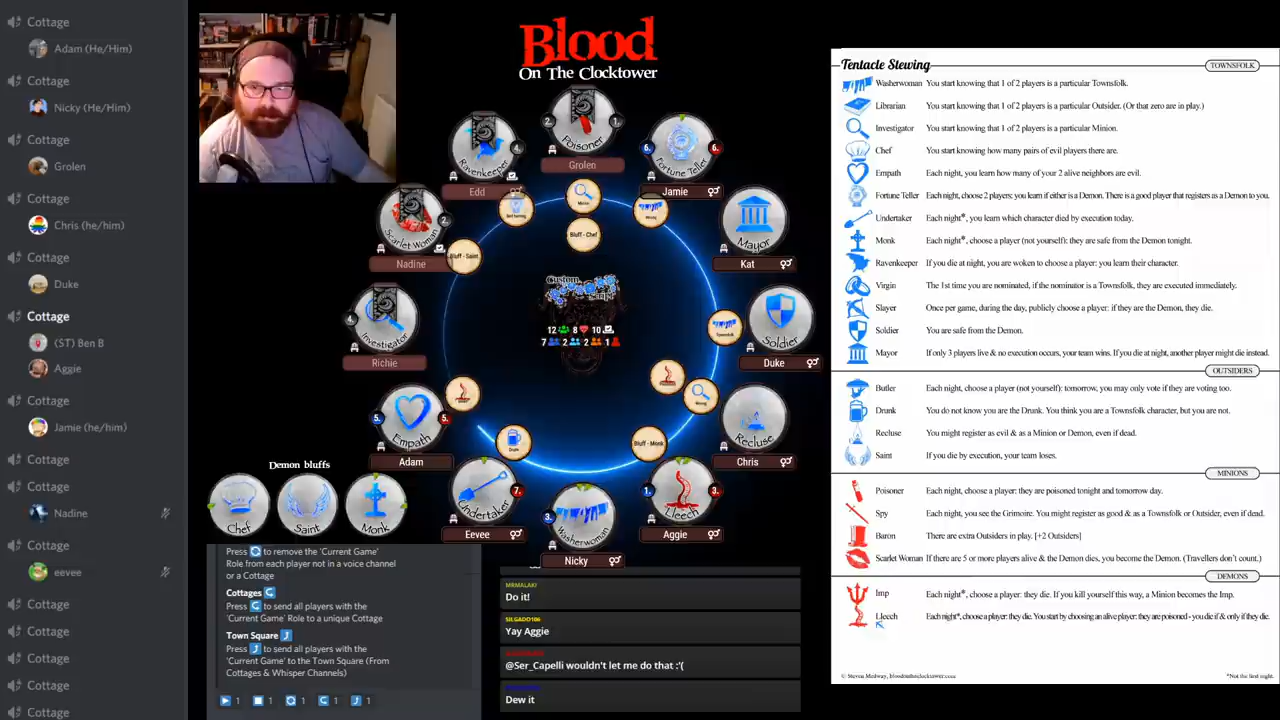 Cottage
Adam (He/Him)
Cottage
Nicky (He/Him)
Cottage
Grolen
Cottage
Chris (he/him)
Cottage
Duke
Cottage
(ST) Ben B
Aggie
Cottage
Jamie (he/him)
Cottage
Cottage
Nadine
Cottage
eevee
Cottage
Cottage
Cottage
Cottage
Cottage
Blood
On The Clocktower
Poisoner
Grolen
Ravenkeeper
Edd
Fortune Teller
Jamie
Scarlet Woman
Nadine
Mayor
Kat
Investigator
Richie
Soldier
Duke
Empath
Adam
Recluse
Chris
Undertaker
Eevee
Washerwoman
Nicky
Lleech
Aggie
Bluff - Chef
Bluff - Saint
Bluff - Monk
Townsfolk
Wrong
Drunk
Custom
Script
12 8 10
7 2 2 1
Demon bluffs
Chef
Saint
Monk
Press to remove the 'Current Game'
Role from each player not in a voice channel
or a Cottage
Cottages
Press to send all players with the
'Current Game' Role to a unique Cottage
Town Square
Press to send all players with the
'Current Game' to the Town Square (From
Cottages & Whisper Channels)
1 1 1 1 1
MRMALAKI
Do it!
SILGADO106
Yay Aggie
@Ser_Capelli wouldn't let me do that :'(
Dew it
Tentacle Stewing
TOWNSFOLK
Washerwoman You start knowing that 1 of 2 players is a particular Townsfolk.
Librarian You start knowing that 1 of 2 players is a particular Outsider. (Or that zero are in play.)
Investigator You start knowing that 1 of 2 players is a particular Minion.
Chef You start knowing how many pairs of evil players there are.
Empath Each night, you learn how many of your 2 alive neighbors are evil.
Fortune Teller Each night, choose 2 players: you learn if either is a Demon. There is a good player that registers as a Demon to you.
Undertaker Each night*, you learn which character died by execution today.
Monk Each night*, choose a player (not yourself): they are safe from the Demon tonight.
Ravenkeeper If you die at night, you are woken to choose a player: you learn their character.
Virgin The 1st time you are nominated, if the nominator is a Townsfolk, they are executed immediately.
Slayer Once per game, during the day, publicly choose a player: if they are the Demon, they die.
Soldier You are safe from the Demon.
Mayor If only 3 players live & no execution occurs, your team wins. If you die at night, another player might die instead.
OUTSIDERS
Butler Each night, choose a player (not yourself): tomorrow, you may only vote if they are voting too.
Drunk You do not know you are the Drunk. You think you are a Townsfolk character, but you are not.
Recluse You might register as evil & as a Minion or Demon, even if dead.
Saint If you die by execution, your team loses.
MINIONS
Poisoner Each night, choose a player: they are poisoned tonight and tomorrow day.
Spy Each night, you see the Grimoire. You might register as good & as a Townsfolk or Outsider, even if dead.
Baron There are extra Outsiders in play. [+2 Outsiders]
Scarlet Woman If there are 5 or more players alive & the Demon dies, you become the Demon. (Travellers don't count.)
DEMONS
Imp Each night*, choose a player: they die. If you kill yourself this way, a Minion becomes the Imp.
Lleech Each night*, choose a player: they die. You start by choosing an alive player: they are poisoned - you die if & only if they die.
© Steven Medway, bloodontheclocktower.com
*Not the first night.